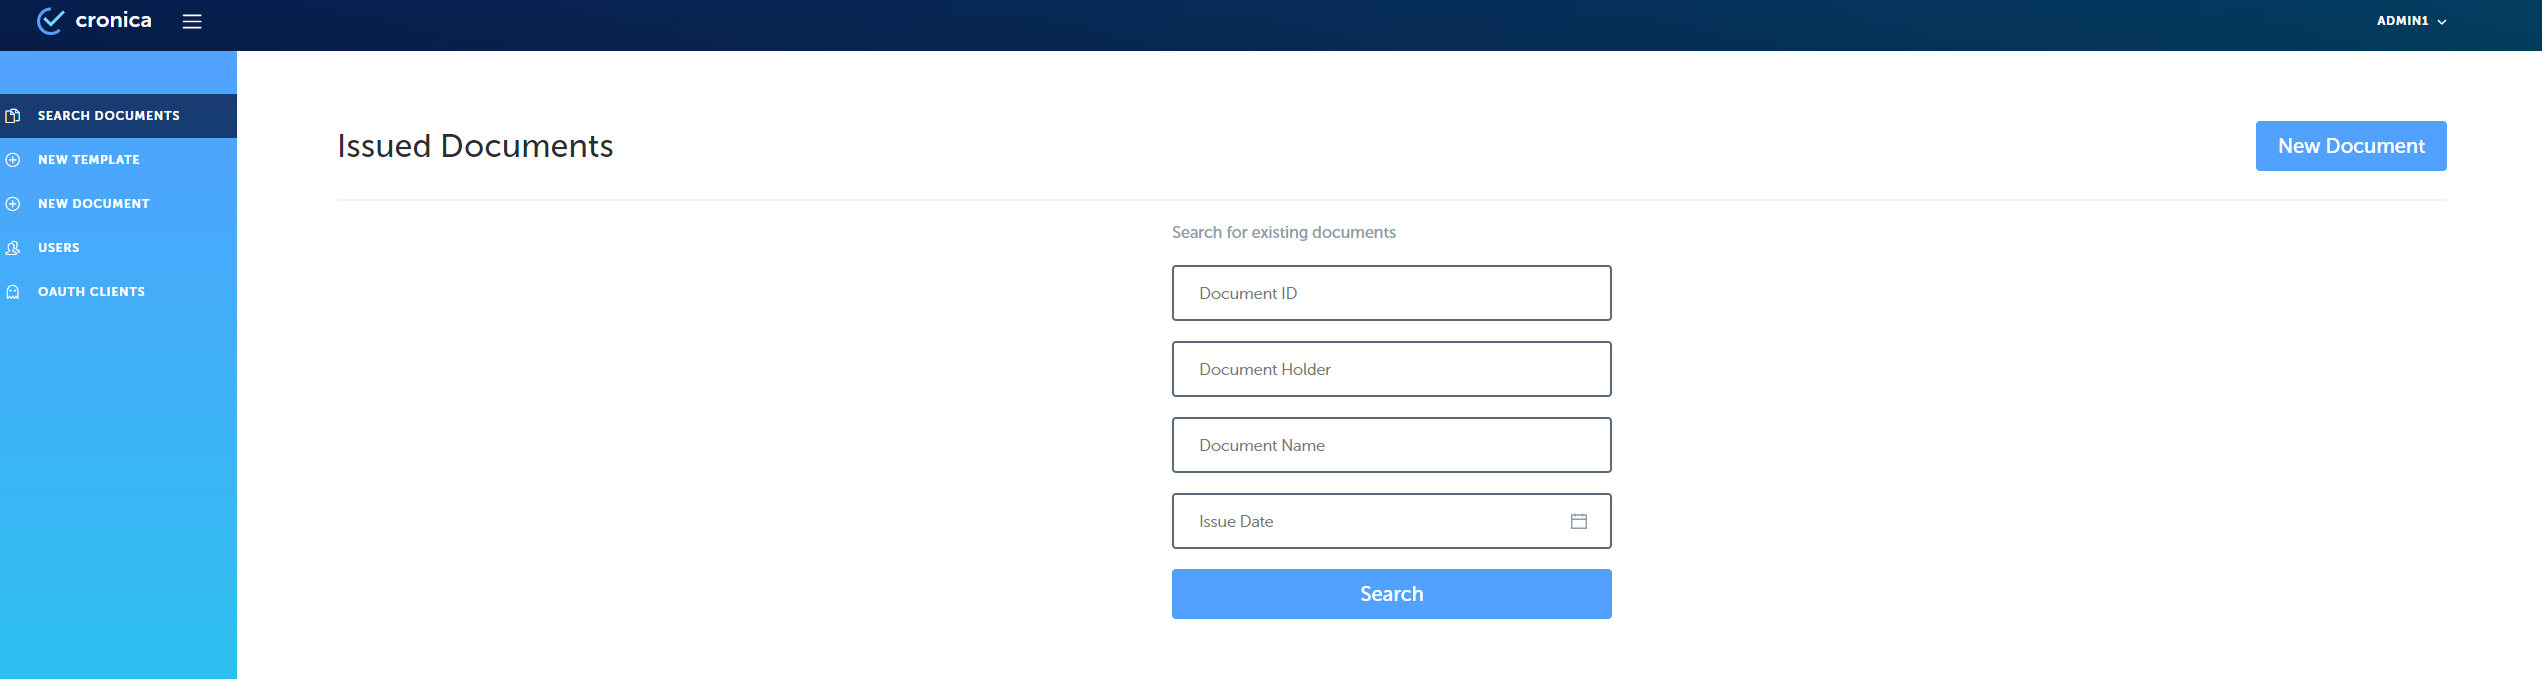 cronica
ADMIN1
SEARCH DOCUMENTS
NEW TEMPLATE
NEW DOCUMENT
USERS
OAUTH CLIENTS
Issued Documents
New Document
Search for existing documents
Document ID
Document Holder
Document Name
Issue Date
Search